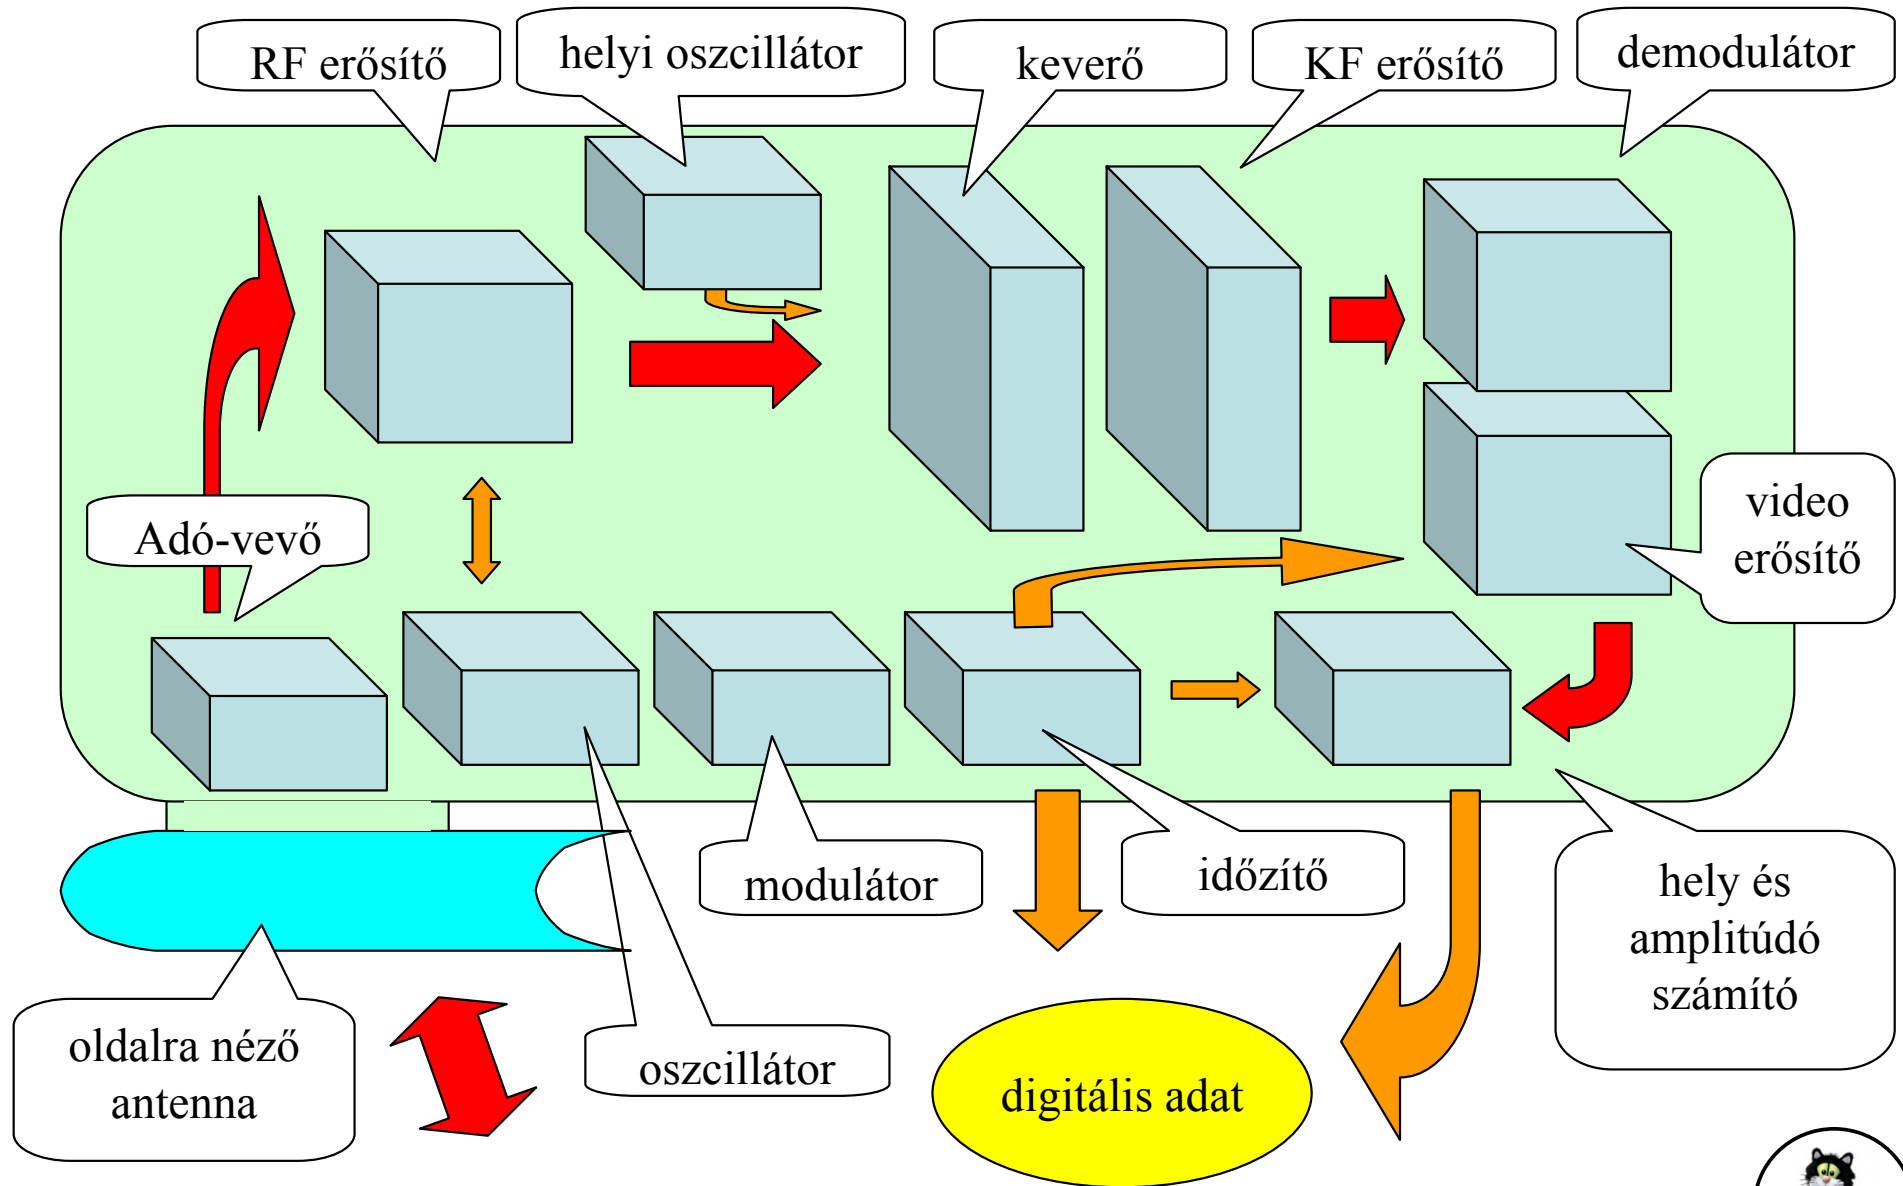 RF erősítő
helyi oszcillátor
keverő
KF erősítő
demodulátor
Adó-vevő
video
erősítő
modulátor
időzítő
hely és
amplitúdó
számító
oldalra néző
antenna
oszcillátor
digitális adat